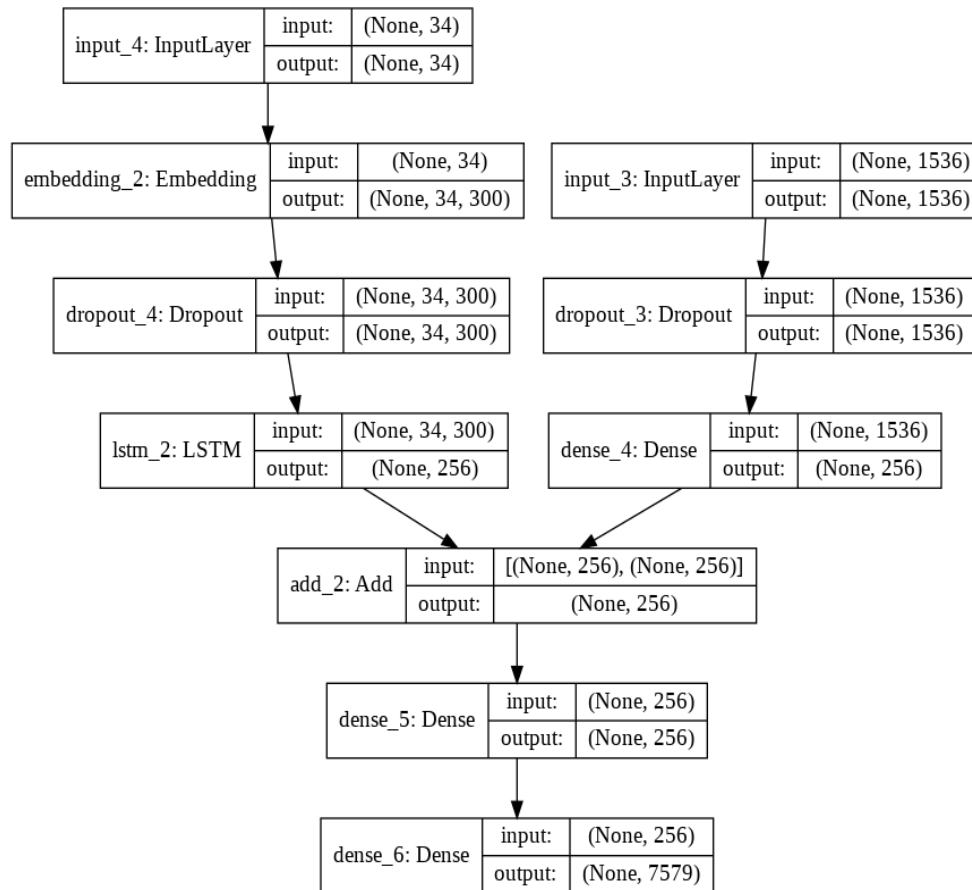 input_4: InputLayer
input: (None, 34)
output: (None, 34)
embedding_2: Embedding
input: (None, 34)
output: (None, 34, 300)
input_3: InputLayer
input: (None, 1536)
output: (None, 1536)
dropout_4: Dropout
input: (None, 34, 300)
output: (None, 34, 300)
dropout_3: Dropout
input: (None, 1536)
output: (None, 1536)
lstm_2: LSTM
input: (None, 34, 300)
output: (None, 256)
dense_4: Dense
input: (None, 1536)
output: (None, 256)
add_2: Add
input: [(None, 256), (None, 256)]
output: (None, 256)
dense_5: Dense
input: (None, 256)
output: (None, 256)
dense_6: Dense
input: (None, 256)
output: (None, 7579)